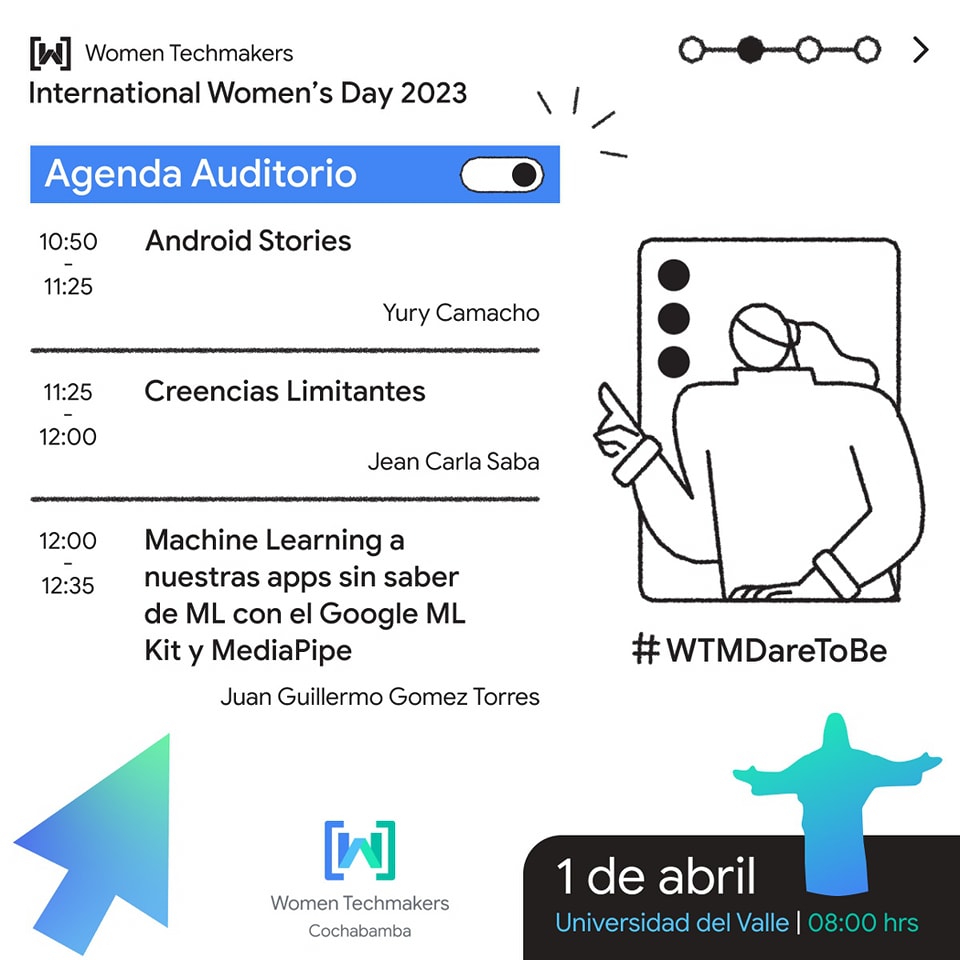 Women Techmakers
International Women's Day 2023
Agenda Auditorio
10:50
-
11:25
Android Stories
Yury Camacho
11:25
-
12:00
Creencias Limitantes
Jean Carla Saba
12:00
-
12:35
Machine Learning a
nuestras apps sin saber
de ML con el Google ML
Kit y MediaPipe
Juan Guillermo Gomez Torres
#WTMDareToBe
Women Techmakers
Cochabamba
1 de abril
Universidad del Valle | 08:00 hrs